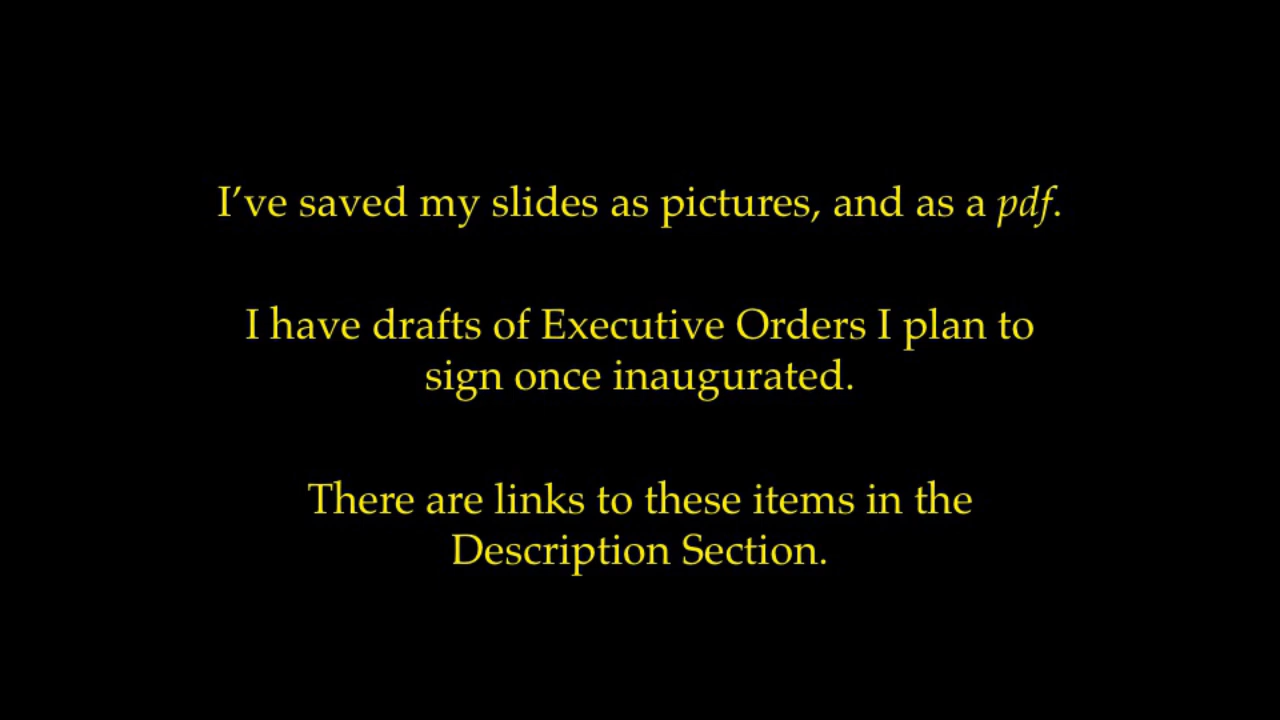 I’ve saved my slides as pictures, and as a pdf.
I have drafts of Executive Orders I plan to
sign once inaugurated.
There are links to these items in the
Description Section.